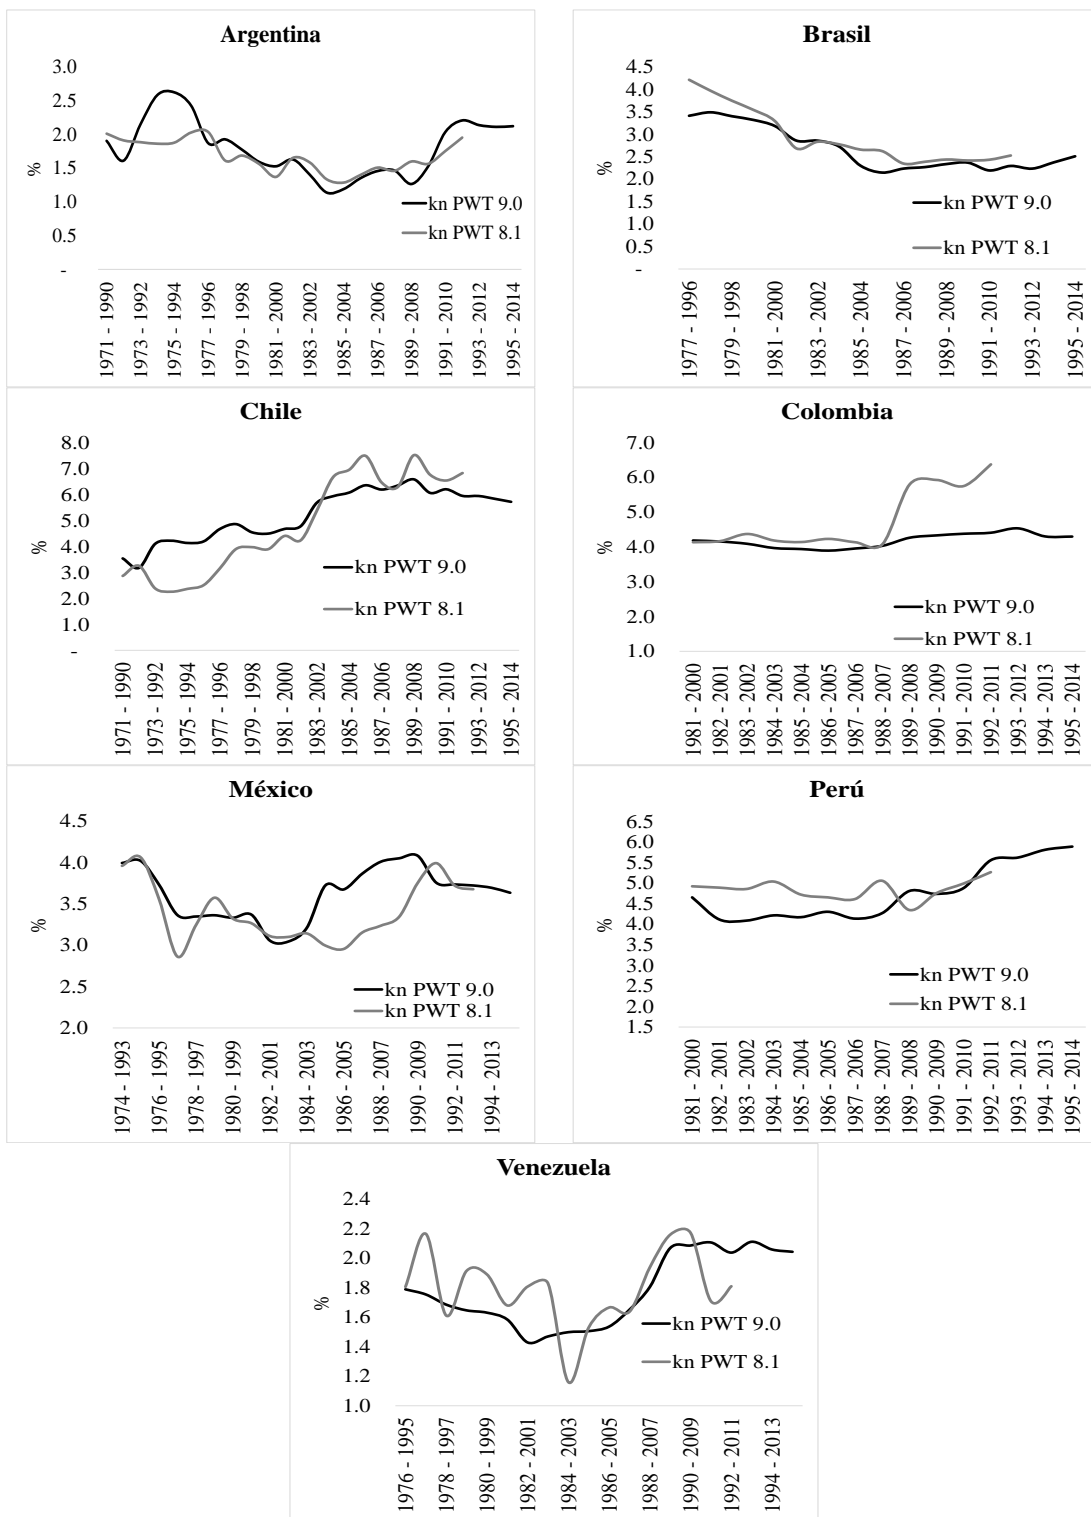 Argentina
3.0
2.5
2.0
1.5
1.0
0.5
-
%
kn PWT 9.0
kn PWT 8.1
1971 - 1990
1973 - 1992
1975 - 1994
1977 - 1996
1979 - 1998
1981 - 2000
1983 - 2002
1985 - 2004
1987 - 2006
1989 - 2008
1991 - 2010
1993 - 2012
1995 - 2014
Brasil
4.5
4.0
3.5
3.0
2.5
2.0
1.5
1.0
0.5
-
%
kn PWT 9.0
kn PWT 8.1
1977 - 1996
1979 - 1998
1981 - 2000
1983 - 2002
1985 - 2004
1987 - 2006
1989 - 2008
1991 - 2010
1993 - 2012
1995 - 2014
Chile
8.0
7.0
6.0
5.0
4.0
3.0
2.0
1.0
-
%
kn PWT 9.0
kn PWT 8.1
1971 - 1990
1973 - 1992
1975 - 1994
1977 - 1996
1979 - 1998
1981 - 2000
1983 - 2002
1985 - 2004
1987 - 2006
1989 - 2008
1991 - 2010
1993 - 2012
1995 - 2014
Colombia
7.0
6.0
5.0
4.0
3.0
2.0
1.0
%
kn PWT 9.0
kn PWT 8.1
1981 - 2000
1982 - 2001
1983 - 2002
1984 - 2003
1985 - 2004
1986 - 2005
1987 - 2006
1988 - 2007
1989 - 2008
1990 - 2009
1991 - 2010
1992 - 2011
1993 - 2012
1994 - 2013
1995 - 2014
México
4.5
4.0
3.5
3.0
2.5
2.0
%
kn PWT 9.0
kn PWT 8.1
1974 - 1993
1976 - 1995
1978 - 1997
1980 - 1999
1982 - 2001
1984 - 2003
1986 - 2005
1988 - 2007
1990 - 2009
1992 - 2011
1994 - 2013
Perú
6.5
6.0
5.5
5.0
4.5
4.0
3.5
3.0
2.5
2.0
1.5
%
kn PWT 9.0
kn PWT 8.1
1981 - 2000
1982 - 2001
1983 - 2002
1984 - 2003
1985 - 2004
1986 - 2005
1987 - 2006
1988 - 2007
1989 - 2008
1990 - 2009
1991 - 2010
1992 - 2011
1993 - 2012
1994 - 2013
1995 - 2014
Venezuela
2.4
2.2
2.0
1.8
1.6
1.4
1.2
1.0
%
kn PWT 9.0
kn PWT 8.1
1976 - 1995
1978 - 1997
1980 - 1999
1982 - 2001
1984 - 2003
1986 - 2005
1988 - 2007
1990 - 2009
1992 - 2011
1994 - 2013